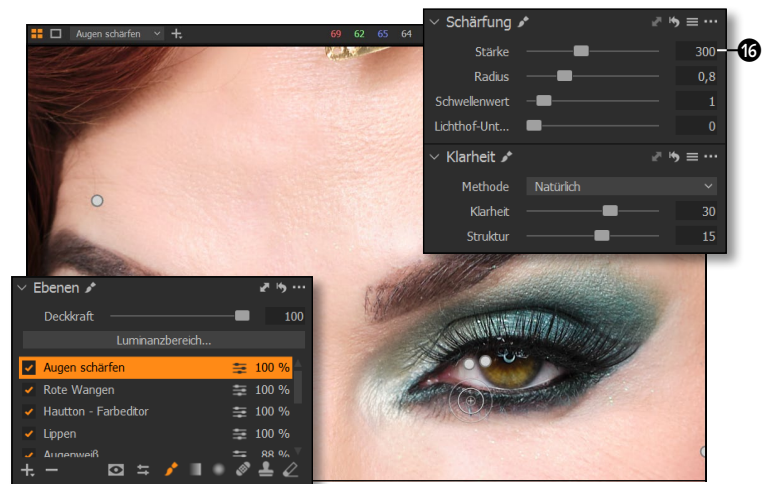 Augen schärfen
69 62 65 64
Schärfung
Stärke 300
16
Radius 0,8
Schwellenwert 1
Lichthof-Unt... 0
Klarheit
Methode Natürlich
Klarheit 30
Struktur 15
Ebenen
Deckkraft 100
Luminanzbereich...
Augen schärfen 100 %
Rote Wangen 100 %
Hautton - Farbeditor 100 %
Lippen 100 %
Augenweiß 88 %